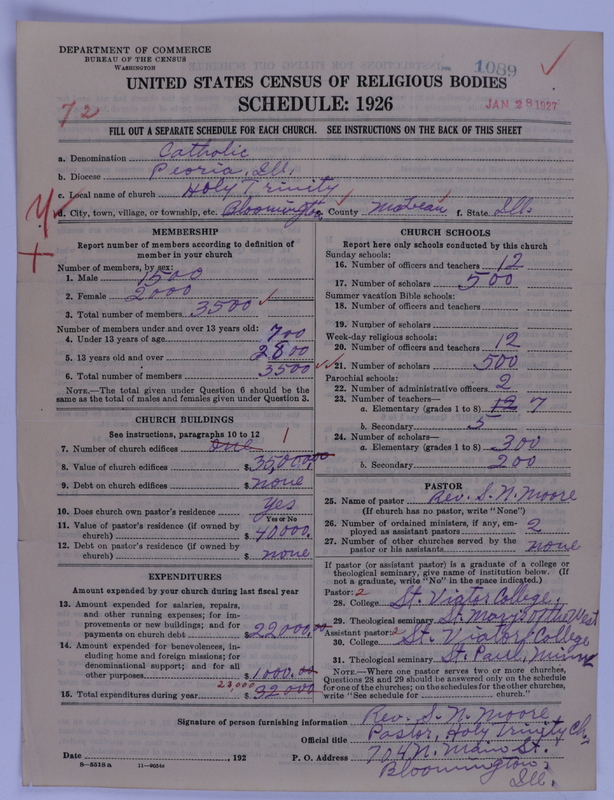 DEPARTMENT OF COMMERCE
BUREAU OF THE CENSUS
WASHINGTON
1089
UNITED STATES CENSUS OF RELIGIOUS BODIES
SCHEDULE: 1926
72
JAN 28 1927
FILL OUT A SEPARATE SCHEDULE FOR EACH CHURCH. SEE INSTRUCTIONS ON THE BACK OF THIS SHEET
a. Denomination Catholic
b. Diocese Peoria, Ill.
c. Local name of church Holy Trinity
d. City, town, village, or township, etc. Bloomington e. County McLean f. State Ills.
MEMBERSHIP
Report number of members according to definition of member in your church
Number of members, by sex:
1. Male 1500
2. Female 2000
3. Total number of members 3500
Number of members under and over 13 years old:
4. Under 13 years of age 700
5. 13 years old and over 2800
6. Total number of members 3500
NOTE.—The total given under Question 6 should be the same as the total of males and females given under Question 3.
CHURCH BUILDINGS
See instructions, paragraphs 10 to 12
7. Number of church edifices one 1
8. Value of church edifices $
9. Debt on church edifices $ none
10. Does church own pastor's residence Yes
Yes or No
11. Value of pastor's residence (if owned by church) $ 40000.
12. Debt on pastor's residence (if owned by church) $ none
EXPENDITURES
Amount expended by your church during last fiscal year
13. Amount expended for salaries, repairs, and other running expenses; for improvements or new buildings; and for payments on church debt $ 22000.00
14. Amount expended for benevolences, including home and foreign missions; for denominational support; and for all other purposes $ 1000.00
23,000
15. Total expenditures during year $ 32000
CHURCH SCHOOLS
Report here only schools conducted by this church
Sunday schools:
16. Number of officers and teachers 12
17. Number of scholars 500
Summer vacation Bible schools:
18. Number of officers and teachers
19. Number of scholars
Week-day religious schools:
20. Number of officers and teachers 12
21. Number of scholars 500
Parochial schools:
22. Number of administrative officers 2
23. Number of teachers—
a. Elementary (grades 1 to 8) 12 7
b. Secondary 5
24. Number of scholars—
a. Elementary (grades 1 to 8) 300
b. Secondary 200
PASTOR
25. Name of pastor Rev. S. N. Moore
(If church has no pastor, write "None")
26. Number of ordained ministers, if any, employed as assistant pastors 2
27. Number of other churches served by the pastor or his assistants none
If pastor (or assistant pastor) is a graduate of a college or theological seminary, give name of institution below. (If not a graduate, write "No" in the space indicated.)
Pastor: 2
28. College St. Viator College.
29. Theological seminary St. Mary's of the West
Assistant pastor: 2
30. College St. Viator College
31. Theological seminary St. Paul, Minn
NOTE.—Where one pastor serves two or more churches, Questions 28 and 29 should be answered only on the schedule for one of the churches; on the schedules for the other churches, write "See schedule for church."
Signature of person furnishing information Rev. S. N. Moore
Official title Pastor, Holy Trinity Ch.
Date , 192 P. O. Address 704 N. Main St.
Bloomington,
Ill.
8—5518 a 11—9034a